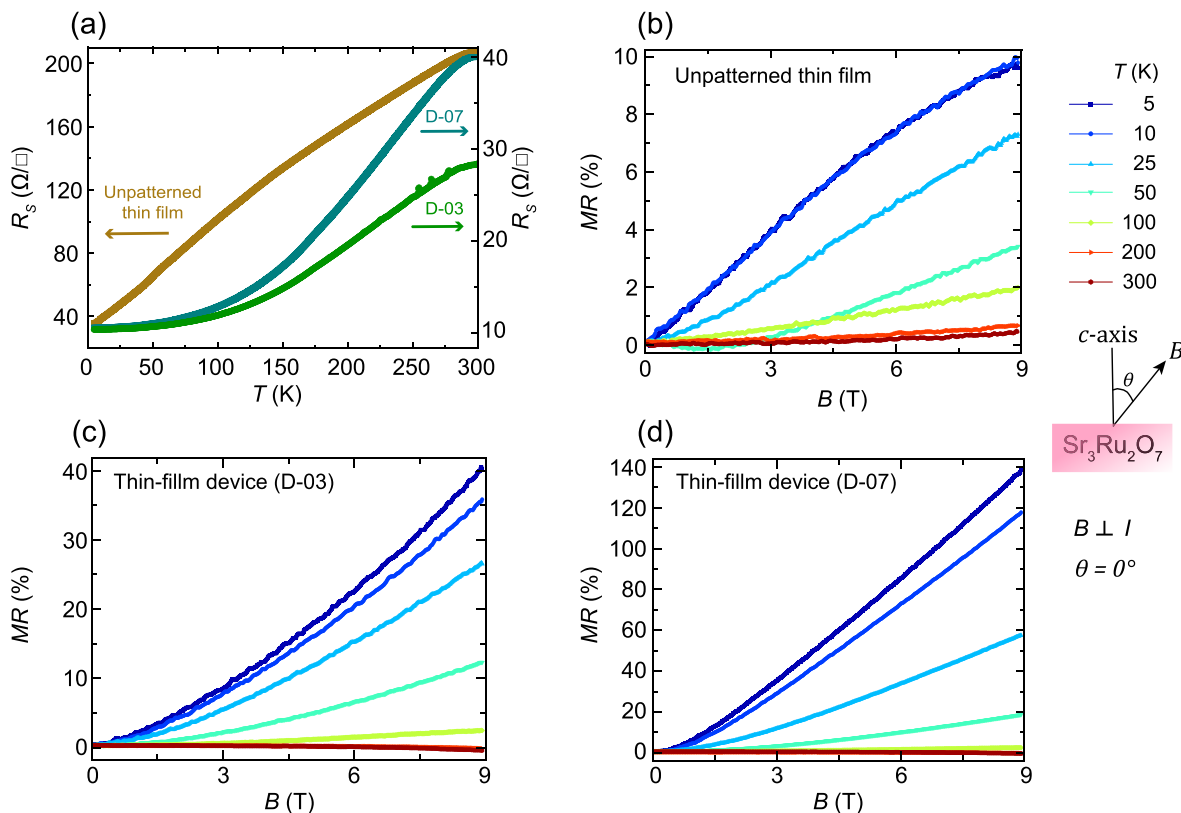 (a)
200
160
120
80
40
R_S (Ω/□)
40
30
20
10
R_S (Ω/□)
D-07
D-03
Unpatterned
thin film
0 50 100 150 200 250 300
T (K)
(b)
10
8
6
4
2
0
MR (%)
Unpatterned thin film
0 3 6 9
B (T)
T (K)
5
10
25
50
100
200
300
c-axis
B
θ
Sr₃Ru₂O₇
B ⊥ I
θ = 0°
(c)
40
30
20
10
0
MR (%)
Thin-fillm device (D-03)
0 3 6 9
B (T)
(d)
140
120
100
80
60
40
20
0
MR (%)
Thin-fillm device (D-07)
0 3 6 9
B (T)